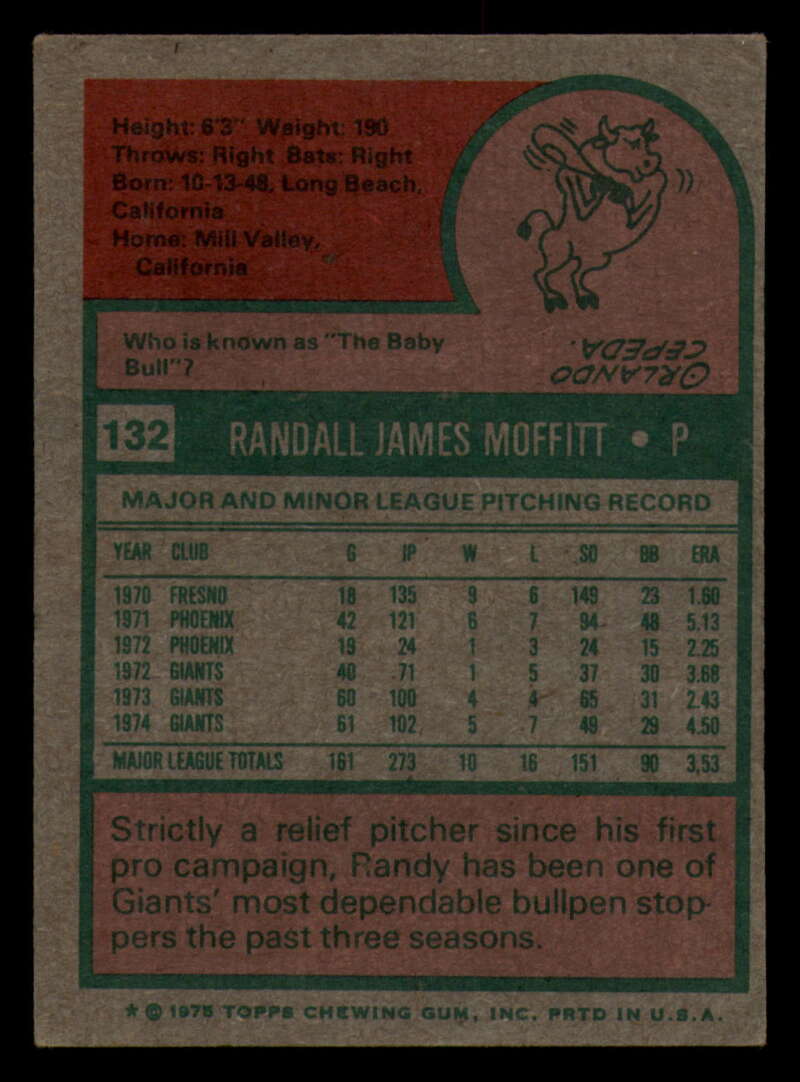 Height: 6'3" Weight: 190
Throws: Right Bats: Right
Born: 10-13-48, Long Beach,
California
Home: Mill Valley,
California
Who is known as "The Baby
Bull"?
ORLANDO
CEPEDA.
132 RANDALL JAMES MOFFITT • P
MAJOR AND MINOR LEAGUE PITCHING RECORD
YEAR CLUB G IP W L SO BB ERA
1970 FRESNO 18 135 9 6 149 23 1.60
1971 PHOENIX 42 121 6 7 94 48 5.13
1972 PHOENIX 19 24 1 3 24 15 2.25
1972 GIANTS 40 71 1 5 37 30 3.68
1973 GIANTS 60 100 4 4 65 31 2.43
1974 GIANTS 61 102 5 7 49 29 4.50
MAJOR LEAGUE TOTALS 161 273 10 16 151 90 3.53
Strictly a relief pitcher since his first
pro campaign, Randy has been one of
Giants' most dependable bullpen stop-
pers the past three seasons.
* © 1975 TOPPS CHEWING GUM, INC. PRTD IN U.S.A.